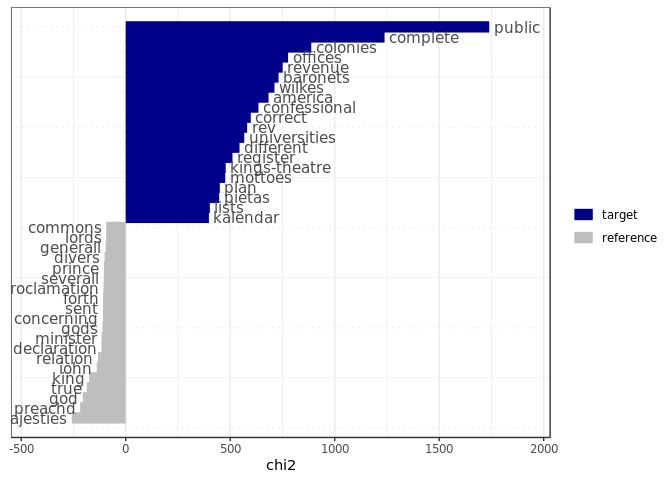 public
complete
colonies
offices
revenue
baronets
wilkes
america
confessional
correct
rev
universities
different
register
kings-theatre
mottoes
plan
pietas
lists
kalendar
commons
lords
generall
divers
prince
severall
roclamation
forth
sent
concerning
gods
minister
declaration
relation
iohn
king
true
god
preachd
ajesties
-500 0 500 1000 1500 2000
chi2
target
reference